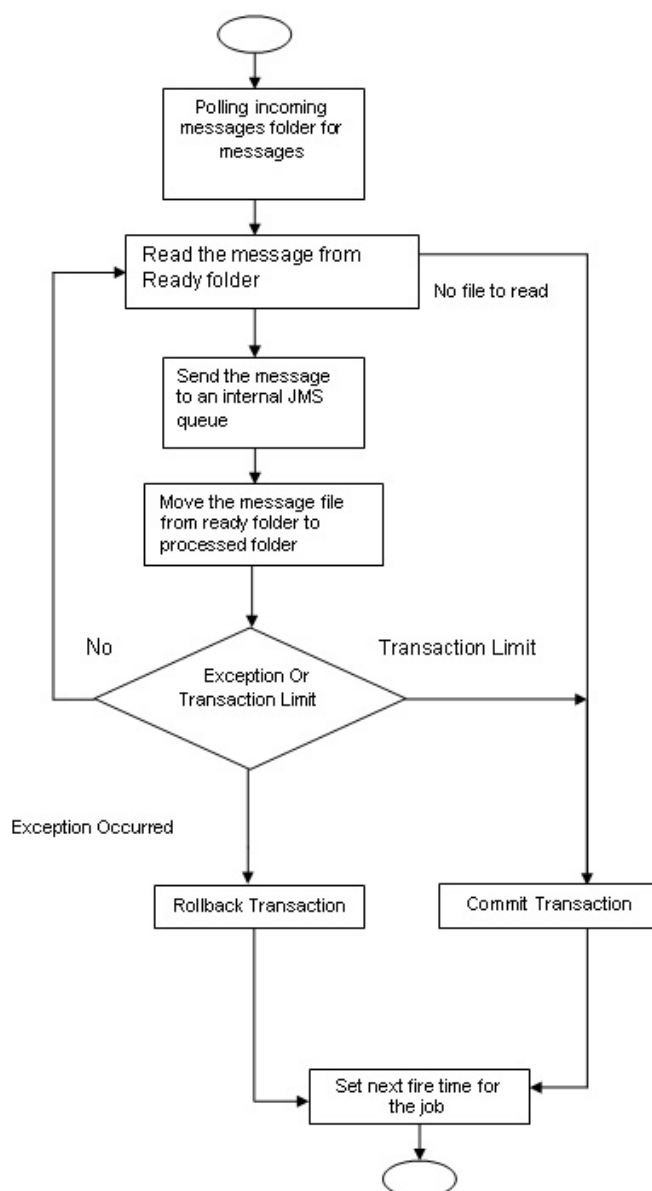 Polling incoming
messages folder for
messages
Read the message from
Ready folder
No file to read
Send the message
to an internal JMS
queue
Move the message file
from ready folder to
processed folder
No
Transaction Limit
Exception Or
Transaction Limit
Exception Occurred
Rollback Transaction
Commit Transaction
Set next fire time for
the job